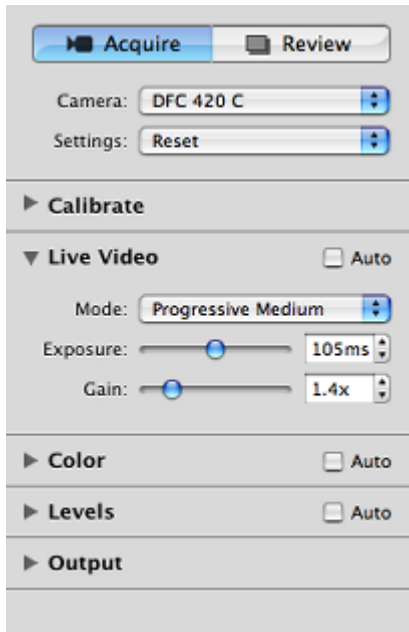 Acquire Review
Camera: DFC 420 C
Settings: Reset
Calibrate
Live Video Auto
Mode: Progressive Medium
Exposure: 105ms
Gain: 1.4x
Color Auto
Levels Auto
Output